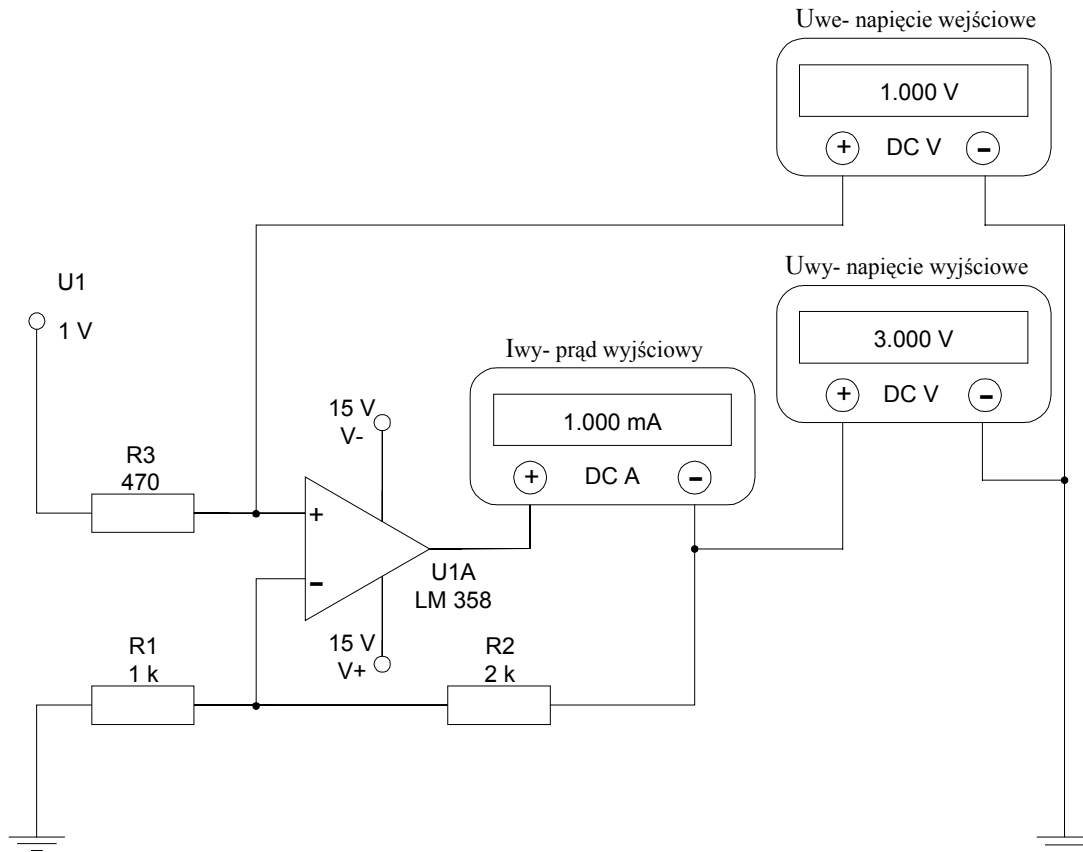 Uwe- napięcie wejściowe
1.000 V
+ DC V -
Uwy- napięcie wyjściowe
3.000 V
+ DC V -
U1
1 V
Iwy- prąd wyjściowy
1.000 mA
+ DC A -
15 V
V-
R3
470
+
-
U1A
LM 358
15 V
V+
R1
1 k
R2
2 k